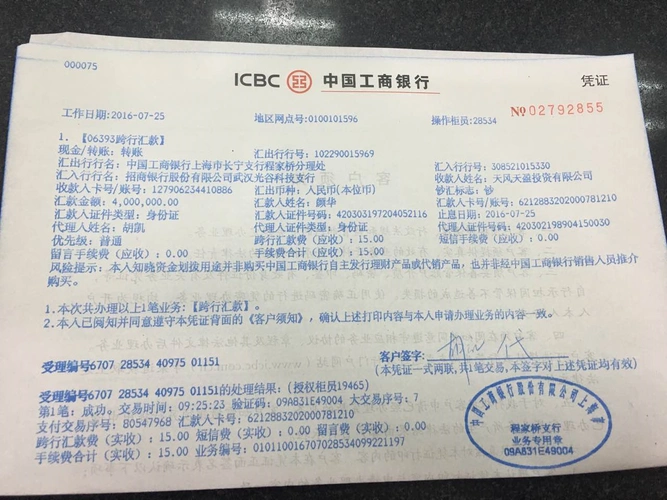 000075
ICBC 中国工商银行 凭证
工作日期:2016-07-25 地区网点号:0100101596 操作柜员:28534 №02792855
1.【06393跨行汇款】
现金/转账: 转账 汇出行行号: 102290015969
汇出行行名: 中国工商银行上海市长宁支行程家桥分理处 汇入行行号: 308521015330
汇入行行名: 招商银行股份有限公司武汉光谷科技支行 收款人姓名: 天风天盈投资有限公司
收款人卡号/账号: 127906234410886 汇出币种: 人民币(本位币) 钞汇标志: 钞
汇款金额: 4,000,000.00 汇款人姓名: 颜华 汇款人卡号/账号: 6212883202000781210
汇款人证件类型: 身份证 汇款人证件号码: 420303197204052116 止息日期: 2016-07-25
代理人姓名: 胡凯 代理人证件类型: 身份证 代理人证件号码: 420302198904150030
优先级: 普通 跨行汇款费(应收): 15.00 短信手续费(应收): 0.00
留言手续费(应收): 0.00 手续费合计(应收): 15.00
风险提示: 本人知晓资金划拨用途并非购买中国工商银行自主发行理财产品或代销产品，也并非经中国工商银行销售人员推介
购买。
1.本次共办理以上1笔业务:【跨行汇款】。
2.本人已阅知并同意遵守本凭证背面的《客户须知》，确认上述打印内容与本人申请办理业务的内容一致。
受理编号6707 28534 40975 01151 客户签字:
(本凭证一式两联,共1笔交易,本签字对上述凭证均有效)
受理编号6707 28534 40975 01151的处理结果: (授权柜员19465)
第1笔: 成功。交易时间: 09:25:23 验证码: 09A831E49004 大交易序号: 7
支付交易序号: 80547968 汇款人卡号: 6212883202000781210
跨行汇款费(实收): 15.00 短信费(实收): 0.00 留言费(实收): 0.00
手续费合计(实收): 15.00 业务编号: 010110016707028534099221197
中国工商银行股份有限公司上海市
程家桥支行
业务专用章
09A831E49004